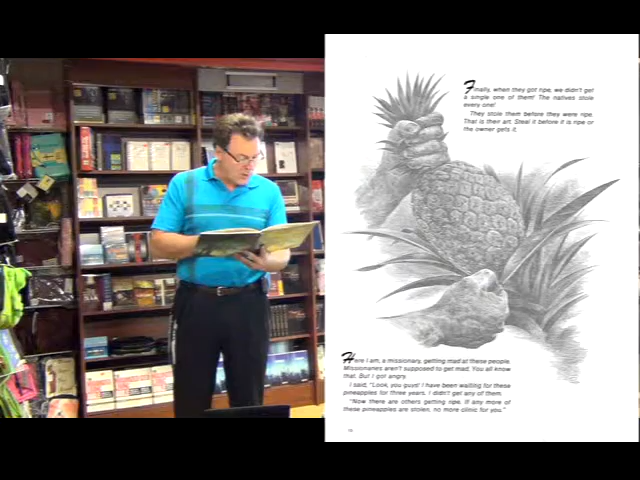 Finally, when they got ripe, we didn't get
a single one of them! The natives stole
every one!
They stole them before they were ripe.
That is their art. Steal it before it is ripe or
the owner gets it.
Here I am, a missionary, getting mad at these people.
Missionaries aren't supposed to get mad. You all know
that. But I got angry.
I said, "Look, you guys! I have been waiting for these
pineapples for three years. I didn't get any of them.
"Now there are others getting ripe. If any more of
these pineapples are stolen, no more clinic for you."